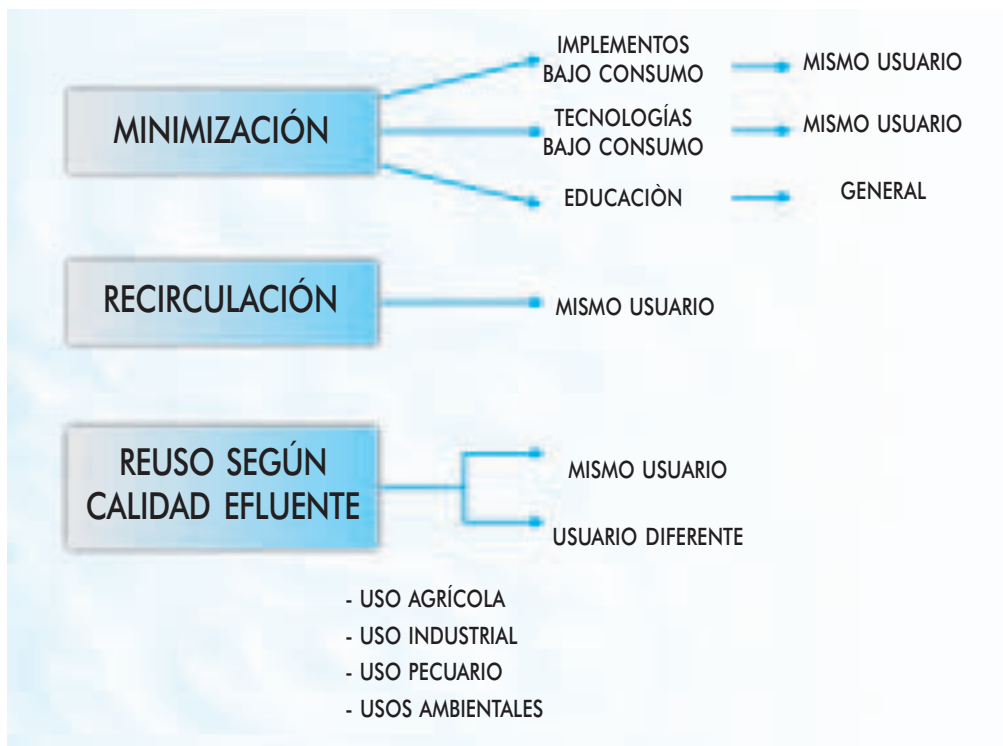 MINIMIZACIÓN
IMPLEMENTOS
BAJO CONSUMO
MISMO USUARIO
TECNOLOGÍAS
BAJO CONSUMO
MISMO USUARIO
EDUCACIÒN
GENERAL
RECIRCULACIÓN
MISMO USUARIO
REUSO SEGÚN
CALIDAD EFLUENTE
MISMO USUARIO
USUARIO DIFERENTE
- USO AGRÍCOLA
- USO INDUSTRIAL
- USO PECUARIO
- USOS AMBIENTALES